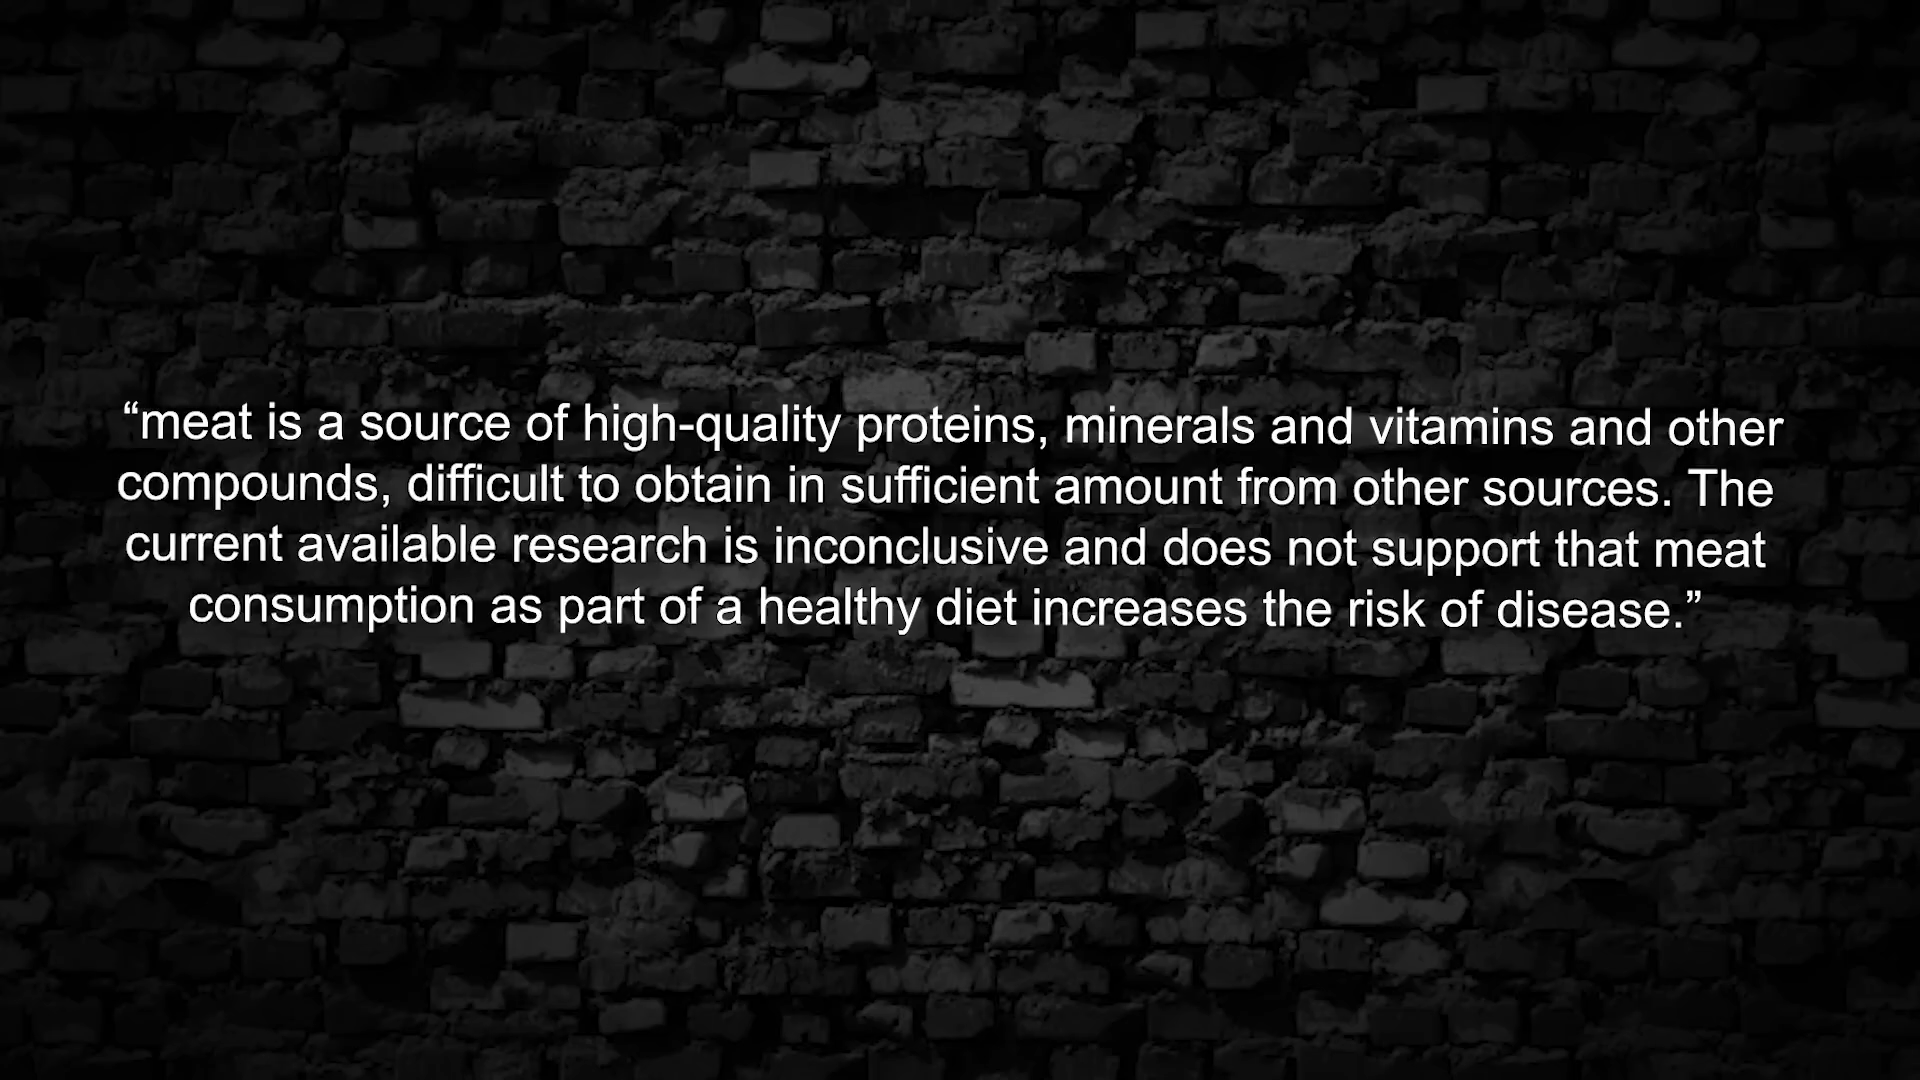 “meat is a source of high-quality proteins, minerals and vitamins and other
compounds, difficult to obtain in sufficient amount from other sources. The
current available research is inconclusive and does not support that meat
consumption as part of a healthy diet increases the risk of disease.”